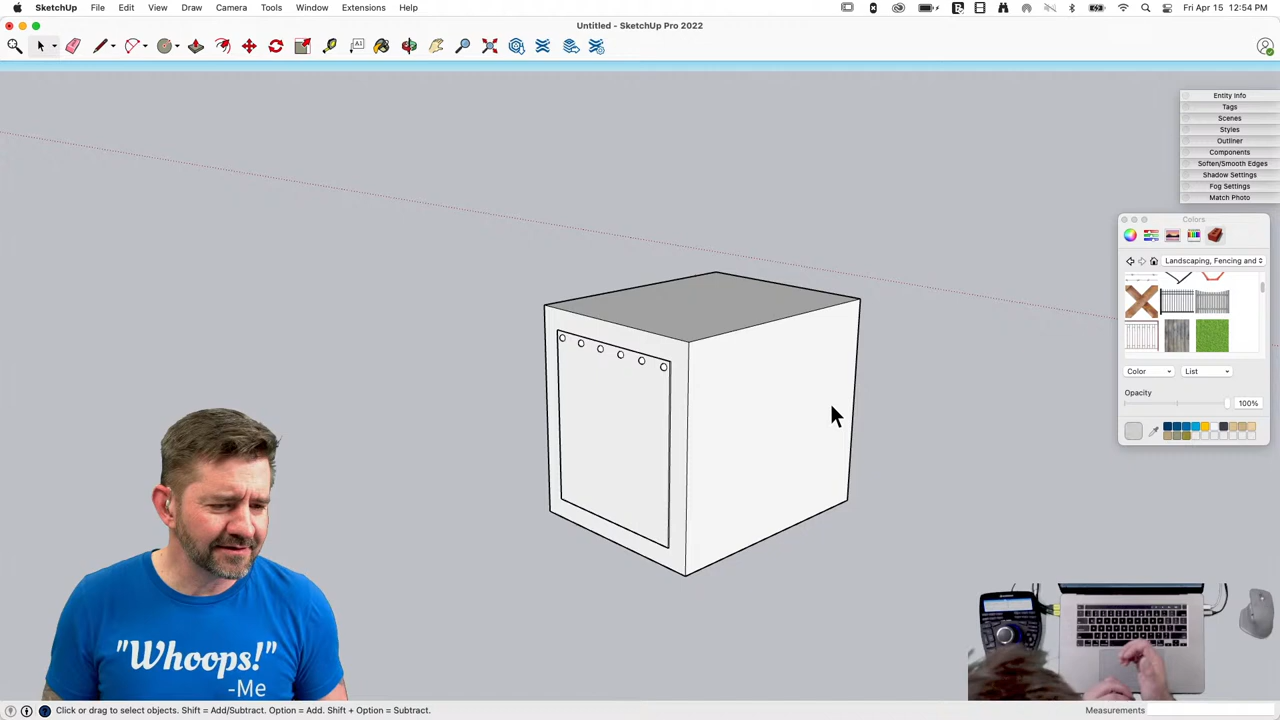 SketchUp File Edit View Draw Camera Tools Window Extensions Help
Fri Apr 15 12:54 PM
Untitled - SketchUp Pro 2022
Entity Info
Tags
Scenes
Styles
Outliner
Components
Soften/Smooth Edges
Shadow Settings
Fog Settings
Match Photo
Colors
Landscaping, Fencing and
Color
List
Opacity
100%
"Whoops!"
-Me
Click or drag to select objects. Shift = Add/Subtract. Option = Add. Shift + Option = Subtract.
Measurements